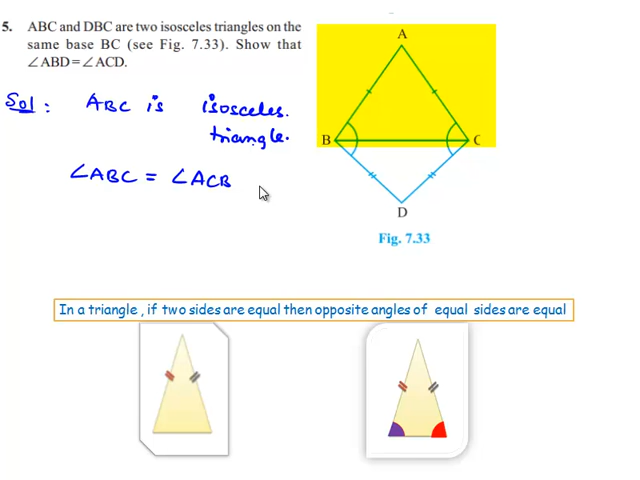 5. ABC and DBC are two isosceles triangles on the
same base BC (see Fig. 7.33). Show that
∠ABD = ∠ACD.
Sol: ABC is isosceles
triangle.
∠ABC = ∠ACB
A
B
C
D
Fig. 7.33
In a triangle , if two sides are equal then opposite angles of equal sides are equal